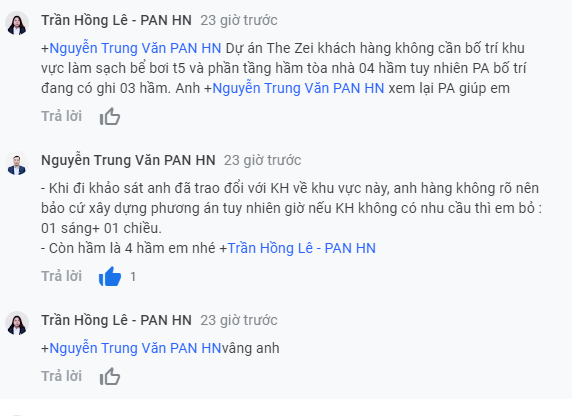 Trần Hồng Lê - PAN HN 23 giờ trước
+Nguyễn Trung Văn PAN HN Dự án The Zei khách hàng không cần bố trí khu
vực làm sạch bể bơi t5 và phần tầng hầm tòa nhà 04 hầm tuy nhiên PA bố trí
đang có ghi 03 hầm. Anh +Nguyễn Trung Văn PAN HN xem lại PA giúp em
Trả lời
Nguyễn Trung Văn PAN HN 23 giờ trước
- Khi đi khảo sát anh đã trao đổi với KH về khu vực này, anh hàng không rõ nên
bảo cứ xây dựng phương án tuy nhiên giờ nếu KH không có nhu cầu thì em bỏ :
01 sáng+ 01 chiều.
- Còn hầm là 4 hầm em nhé +Trần Hồng Lê - PAN HN
Trả lời 1
Trần Hồng Lê - PAN HN 23 giờ trước
+Nguyễn Trung Văn PAN HNvâng anh
Trả lời